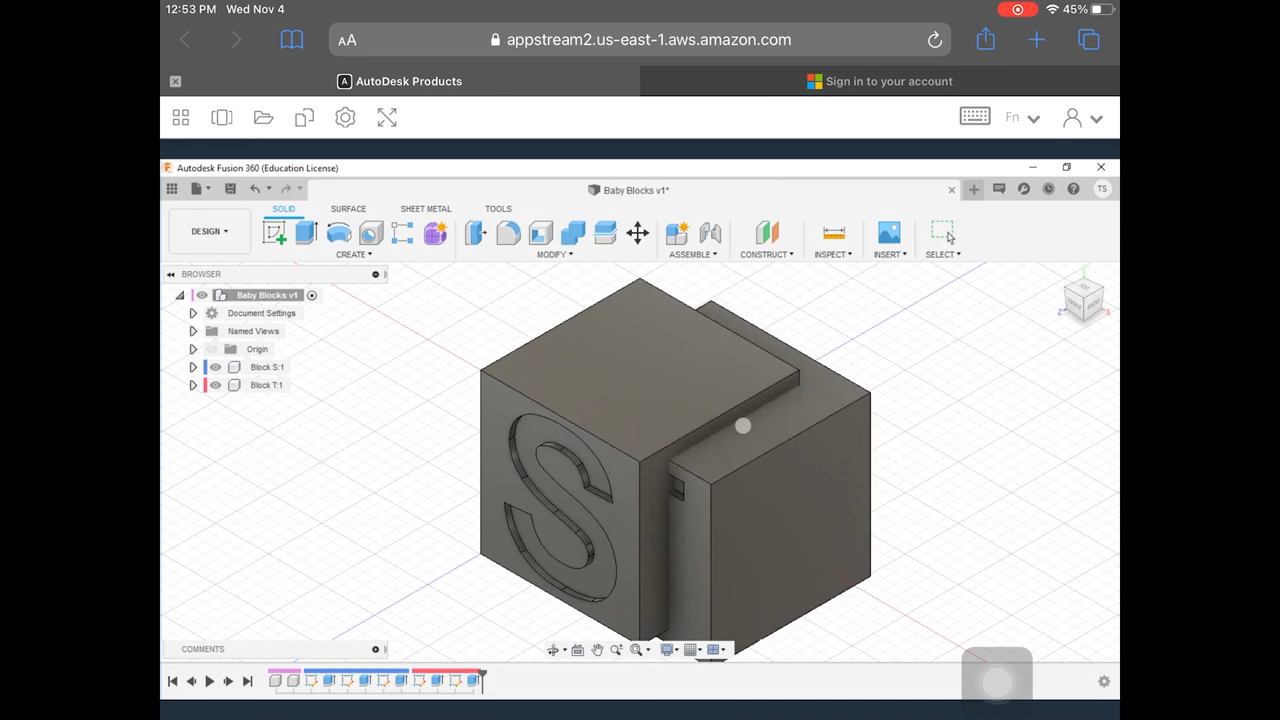 12:53 PM Wed Nov 4
45%
AA
appstream2.us-east-1.aws.amazon.com
A AutoDesk Products
Sign in to your account
Fn
Autodesk Fusion 360 (Education License)
Baby Blocks v1*
TS
SOLID SURFACE SHEET METAL TOOLS
DESIGN
CREATE MODIFY ASSEMBLE CONSTRUCT INSPECT INSERT SELECT
BROWSER
Baby Blocks v1
Document Settings
Named Views
Origin
Block S:1
Block T:1
S
Z
X
COMMENTS